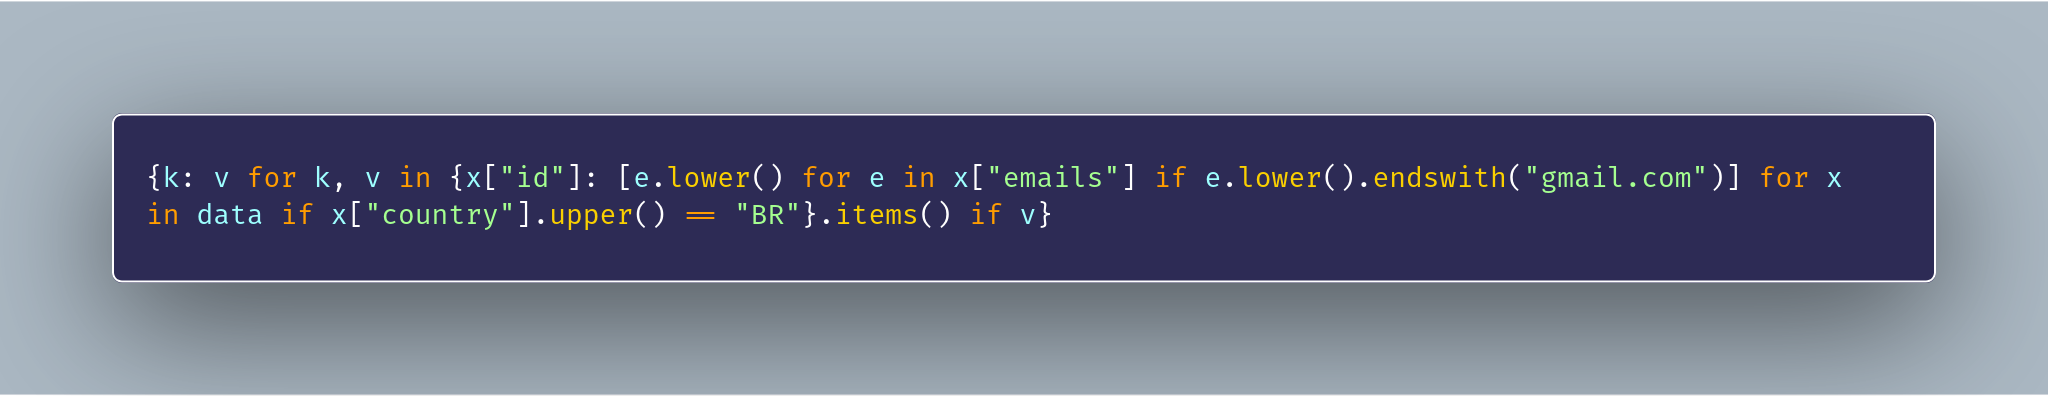 {k: v for k, v in {x["id"]: [e.lower() for e in x["emails"] if e.lower().endswith("gmail.com")] for x
in data if x["country"].upper() == "BR"}.items() if v}